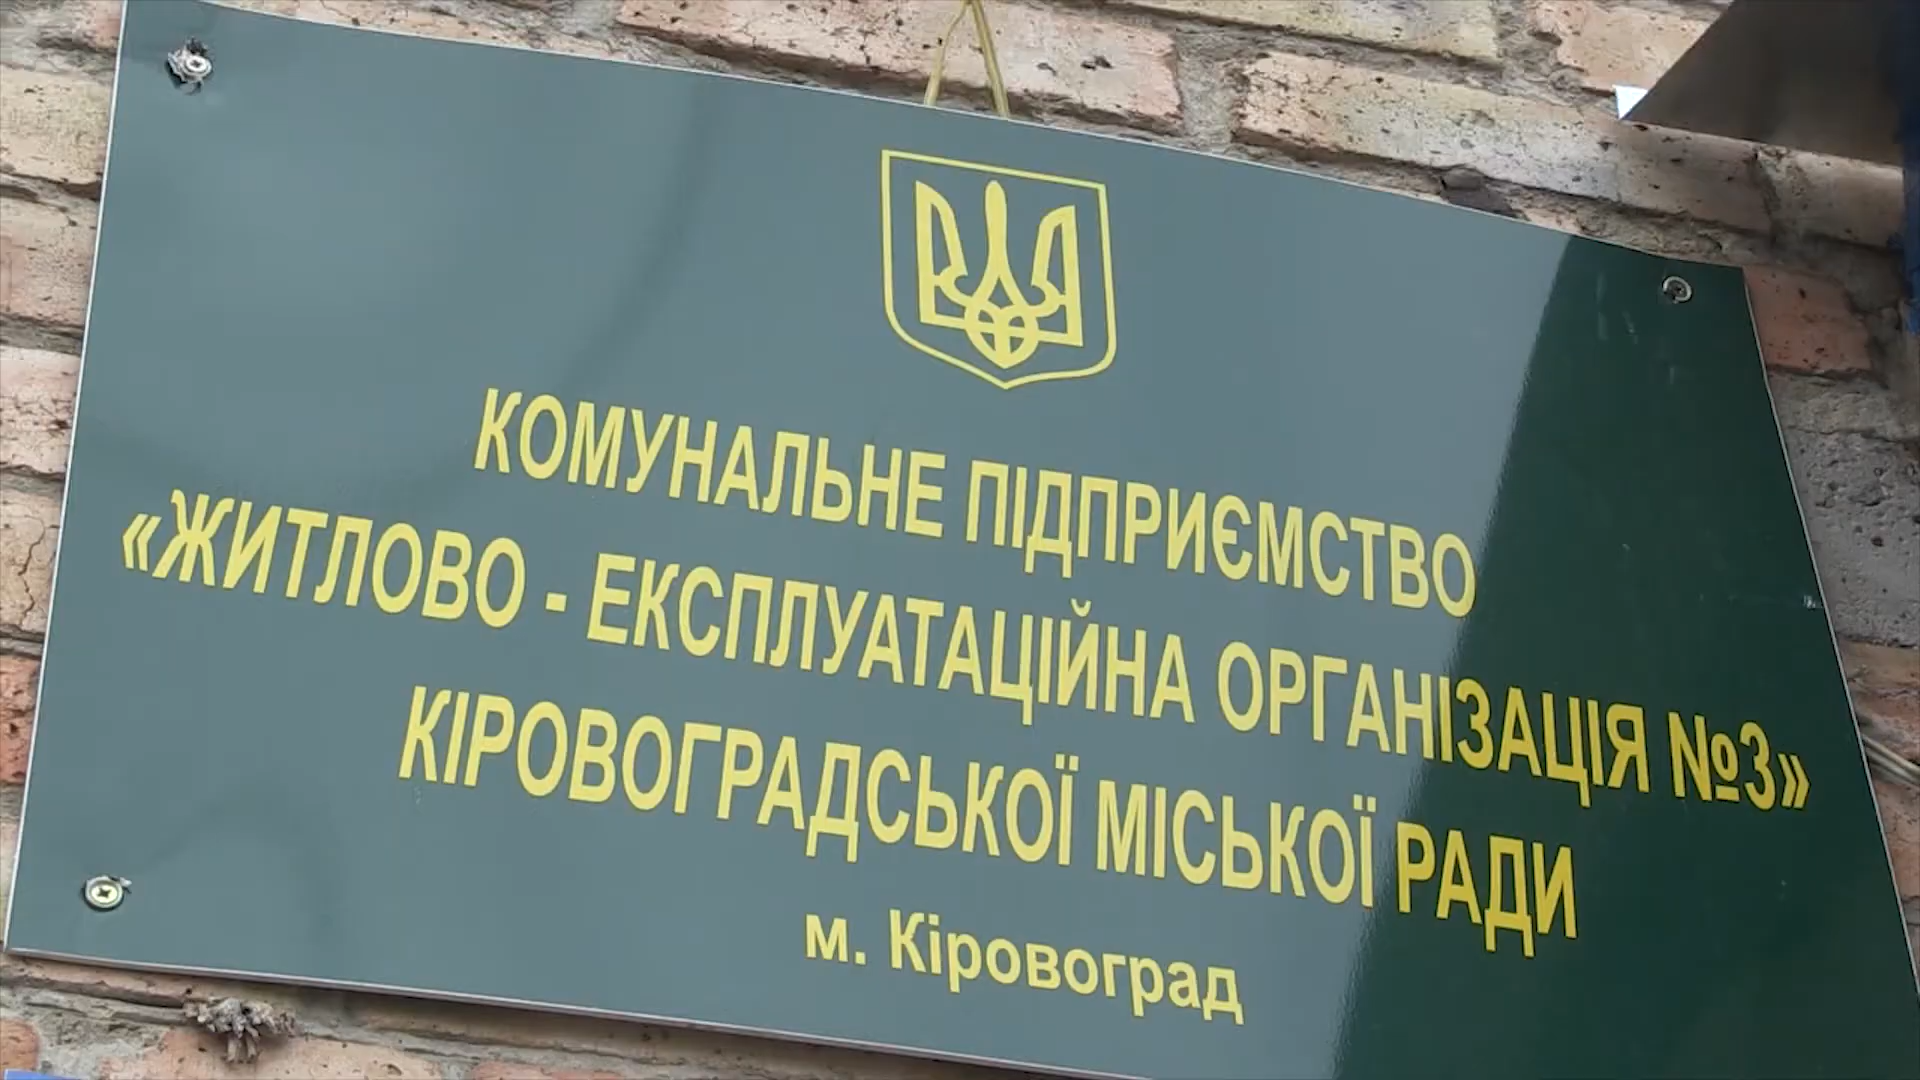 КОМУНАЛЬНЕ ПІДПРИЄМСТВО
«ЖИТЛОВО - ЕКСПЛУАТАЦІЙНА ОРГАНІЗАЦІЯ №3»
КІРОВОГРАДСЬКОЇ МІСЬКОЇ РАДИ
м. Кіровоград